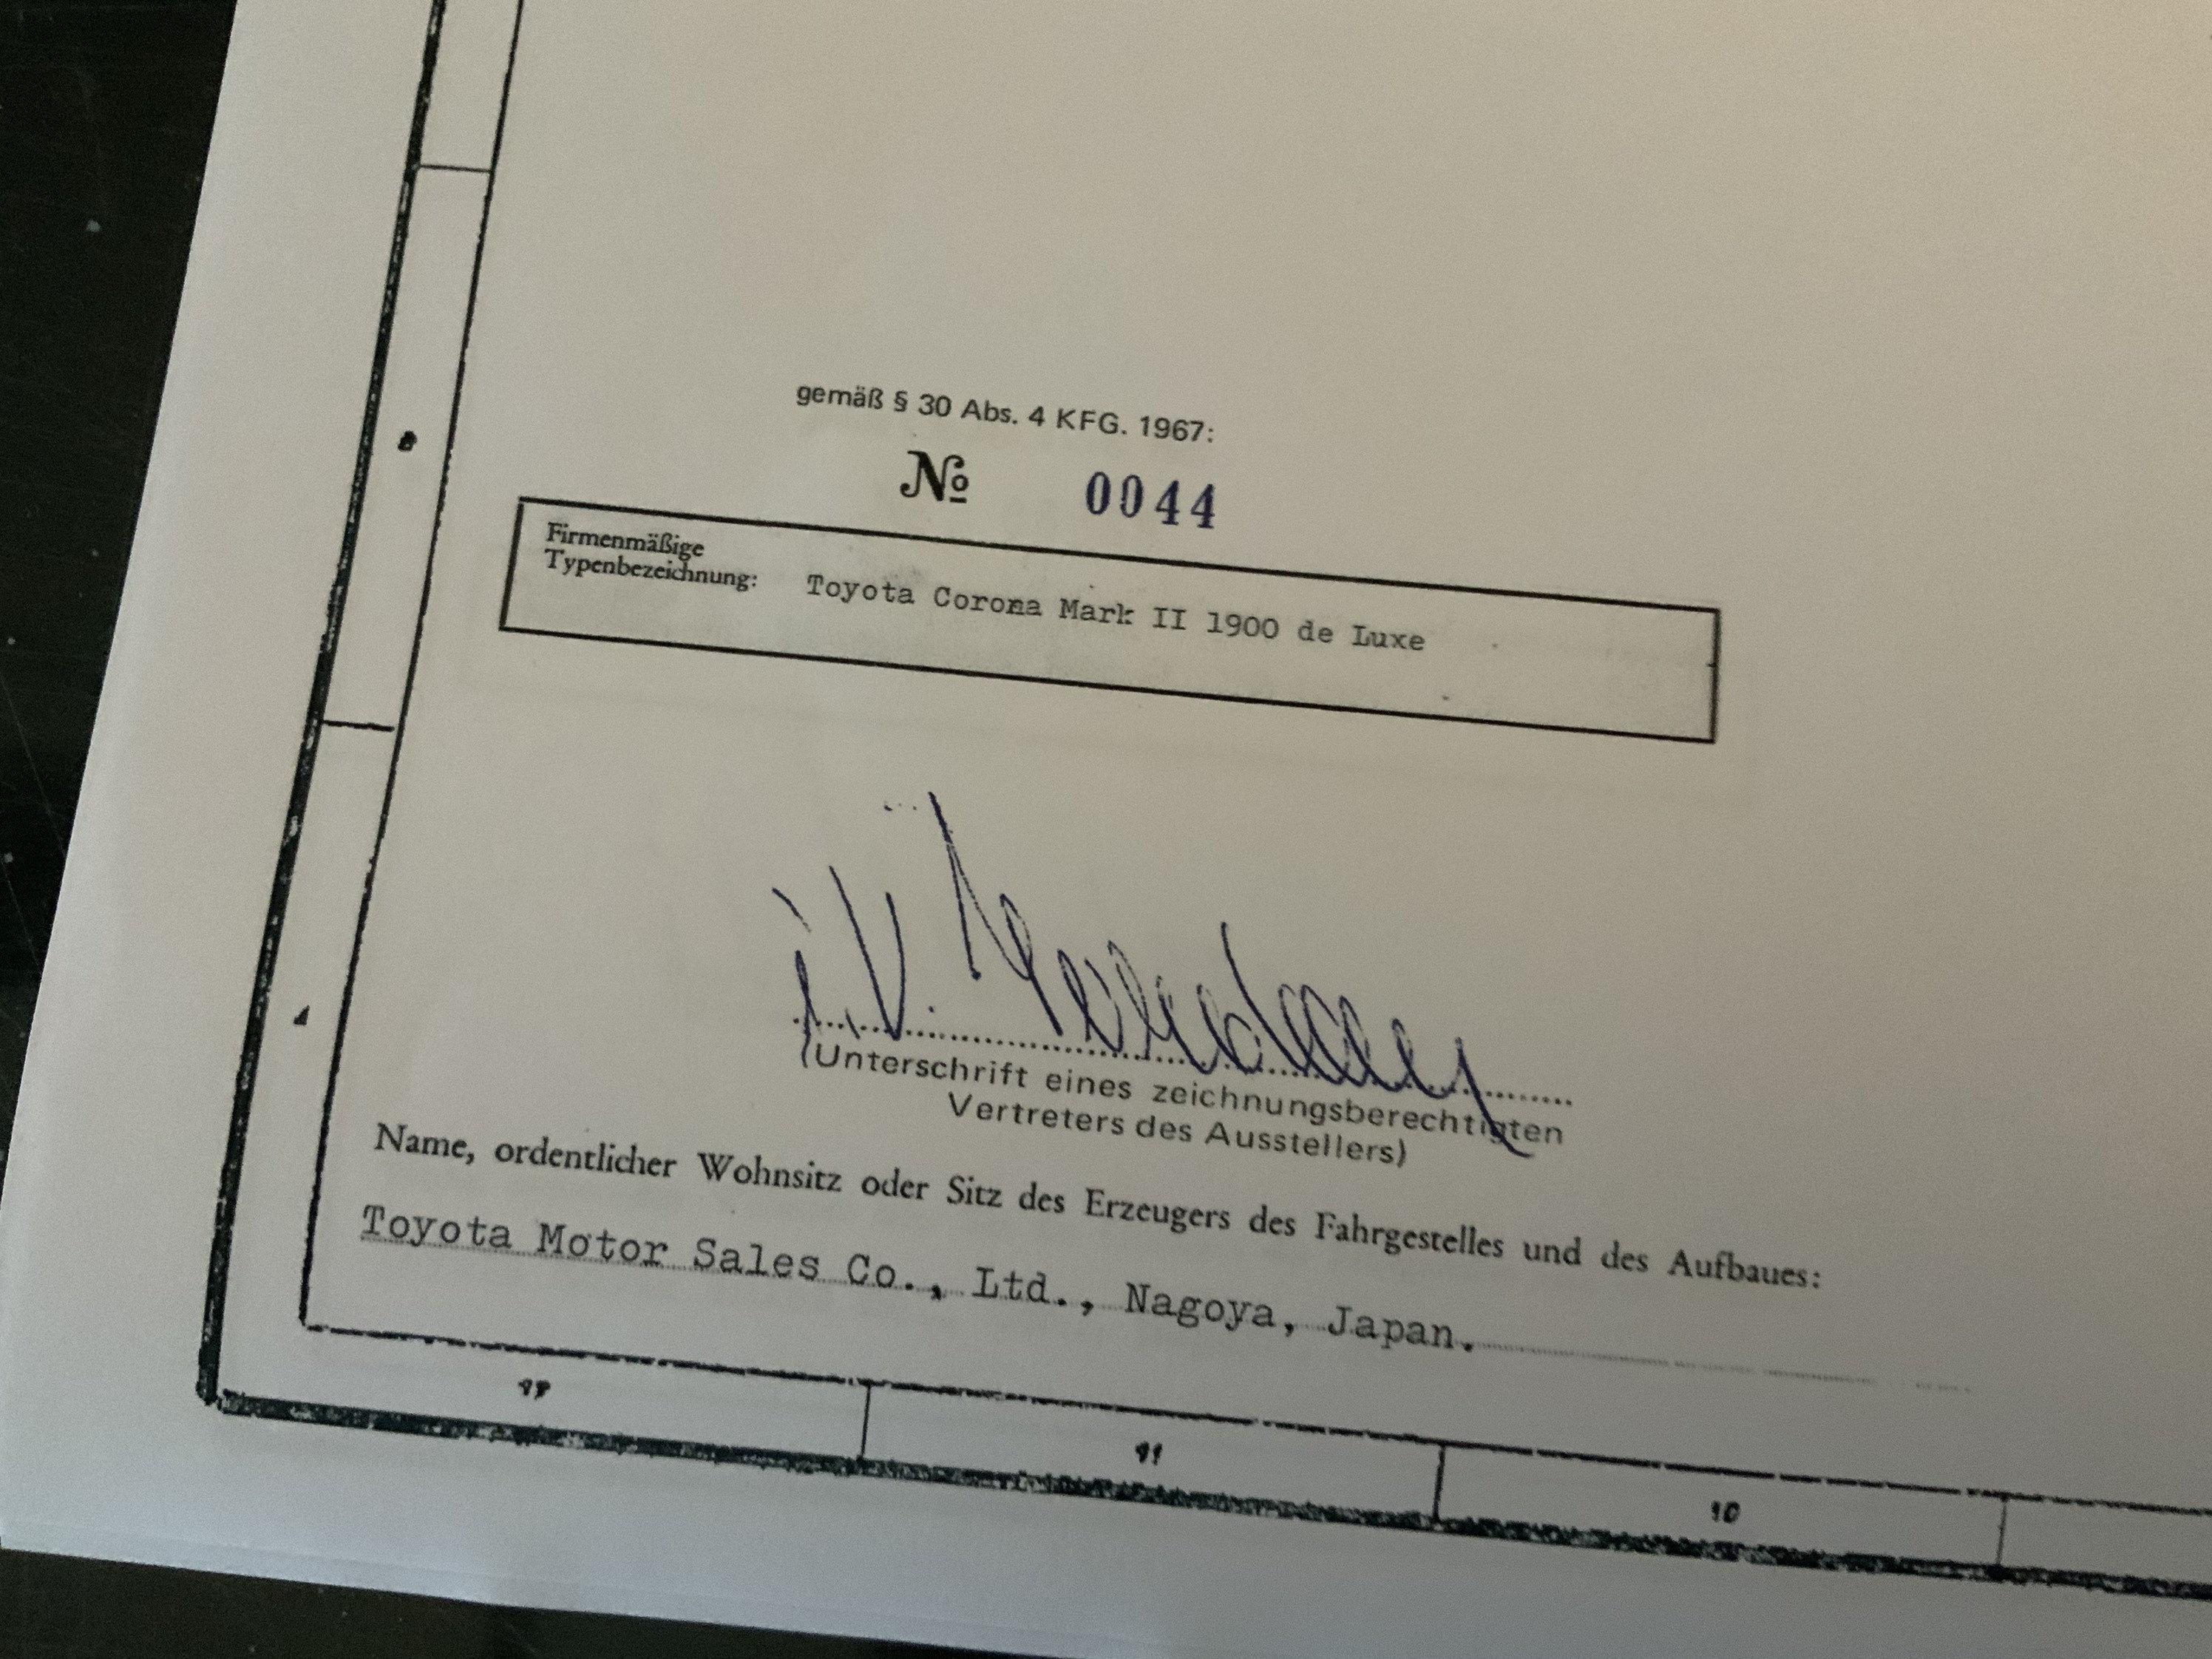 gemäß § 30 Abs. 4 KFG. 1967:
№ 0044
Firmenmäßige
Typenbezeichnung: Toyota Corona Mark II 1900 de Luxe
i.V.
(Unterschrift eines zeichnungsberechtigten
Vertreters des Ausstellers)
Name, ordentlicher Wohnsitz oder Sitz des Erzeugers des Fahrgestelles und des Aufbaues:
Toyota Motor Sales Co., Ltd., Nagoya, Japan.
11
10